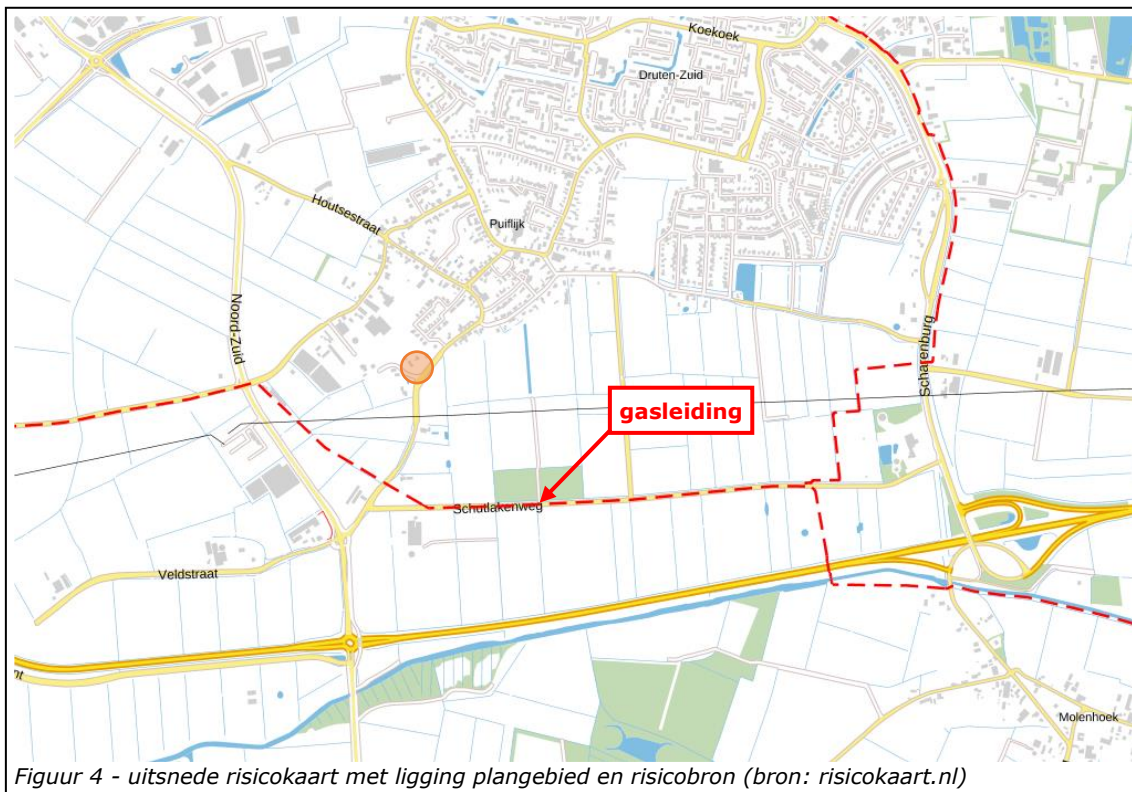 Koekoek
Druten-Zuid
Houtsestraat
Puiflijk
Noord-Zuid
Scharenburg
gasleiding
Schutlakenweg
Veldstraat
Molenhoek
Figuur 4 - uitsnede risicokaart met ligging plangebied en risicobron (bron: risicokaart.nl)